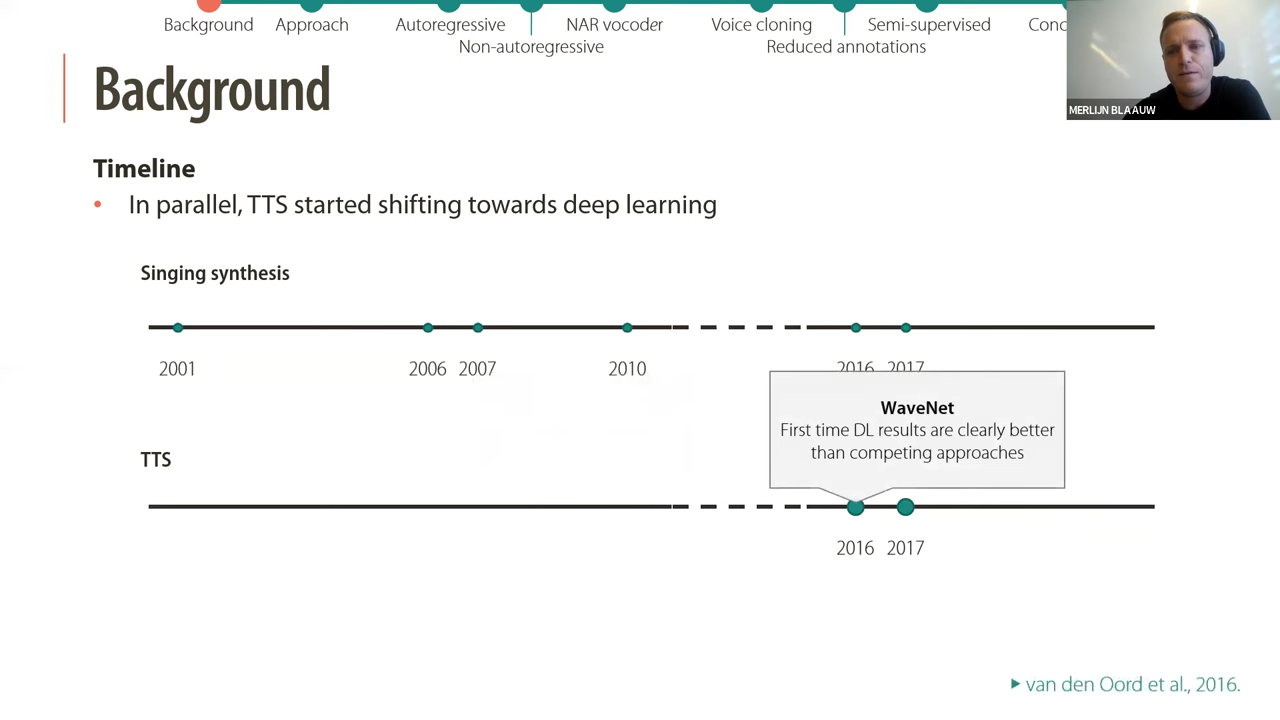 Background Approach Autoregressive NAR vocoder Voice cloning Semi-supervised
Non-autoregressive Reduced annotations
Background
MERLIJN BLAAUW
Timeline
• In parallel, TTS started shifting towards deep learning
Singing synthesis
2001 2006 2007 2010 2016 2017
WaveNet
First time DL results are clearly better
than competing approaches
TTS
2016 2017
van den Oord et al., 2016.